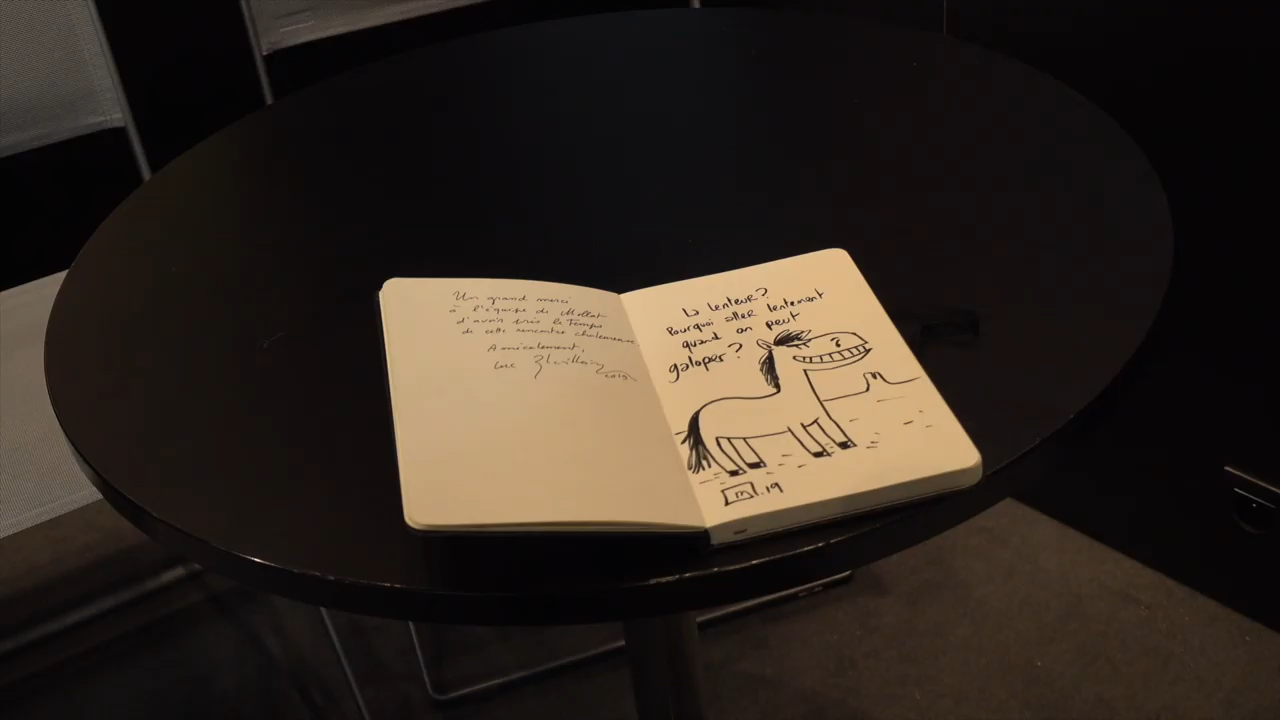 Un grand merci
à l'équipe de Mollat
d'avoir pris le temps
de cette rencontre chaleureuse.
Amicalement,
Luc
La lenteur?
Pourquoi aller lentement
quand on peut
galoper?
m.19